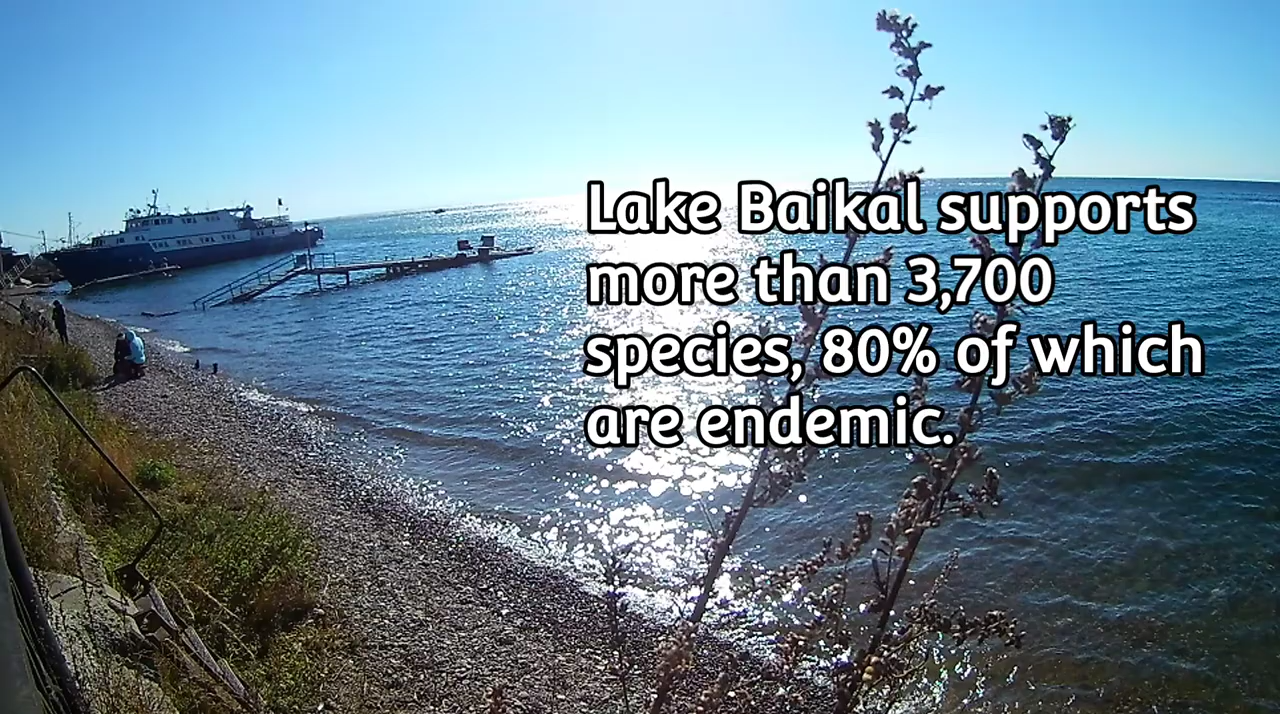 Lake Baikal supports
more than 3,700
species, 80% of which
are endemic.